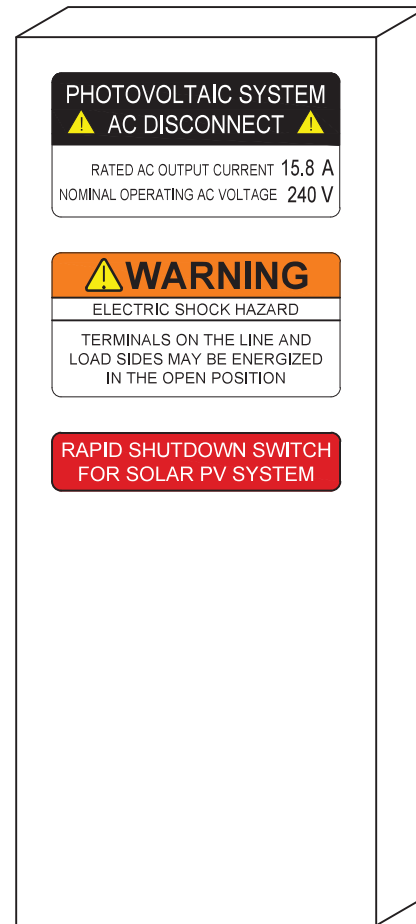 PHOTOVOLTAIC SYSTEM
AC DISCONNECT
RATED AC OUTPUT CURRENT 15.8 A
NOMINAL OPERATING AC VOLTAGE 240 V
WARNING
ELECTRIC SHOCK HAZARD
TERMINALS ON THE LINE AND
LOAD SIDES MAY BE ENERGIZED
IN THE OPEN POSITION
RAPID SHUTDOWN SWITCH
FOR SOLAR PV SYSTEM